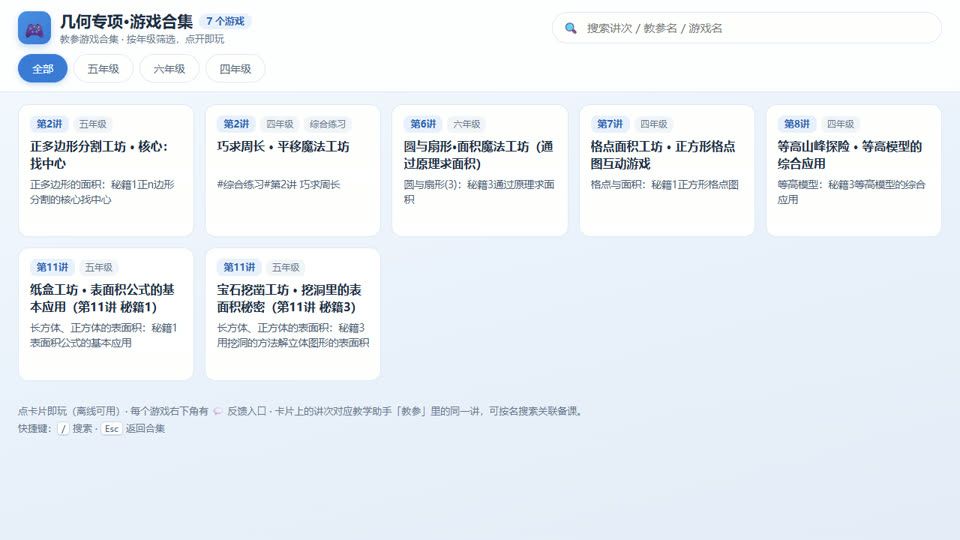 几何专项·游戏合集 7 个游戏
教参游戏合集 · 按年级筛选，点开即玩
搜索讲次 / 教参名 / 游戏名
全部 五年级 六年级 四年级
第2讲 五年级
正多边形分割工坊 · 核心：
找中心
正多边形的面积：秘籍1正n边形
分割的核心找中心
第2讲 四年级 综合练习
巧求周长 · 平移魔法工坊
#综合练习#第2讲 巧求周长
第6讲 六年级
圆与扇形·面积魔法工坊（通
过原理求面积）
圆与扇形(3)：秘籍3通过原理求面
积
第7讲 四年级
格点面积工坊 · 正方形格点
图互动游戏
格点与面积：秘籍1正方形格点图
第8讲 四年级
等高山峰探险 · 等高模型的
综合应用
等高模型：秘籍3等高模型的综合
应用
第11讲 五年级
纸盒工坊 · 表面积公式的基
本应用（第11讲 秘籍1）
长方体、正方体的表面积：秘籍1
表面积公式的基本应用
第11讲 五年级
宝石挖凿工坊 · 挖洞里的表
面积秘密（第11讲 秘籍3）
长方体、正方体的表面积：秘籍3
用挖洞的方法解立体图形的表面积
点卡片即玩（离线可用）· 每个游戏右下角有 💬 反馈入口 · 卡片上的讲次对应教学助手「教参」里的同一讲，可按名搜索关联备课。
快捷键： / 搜索 · Esc 返回合集